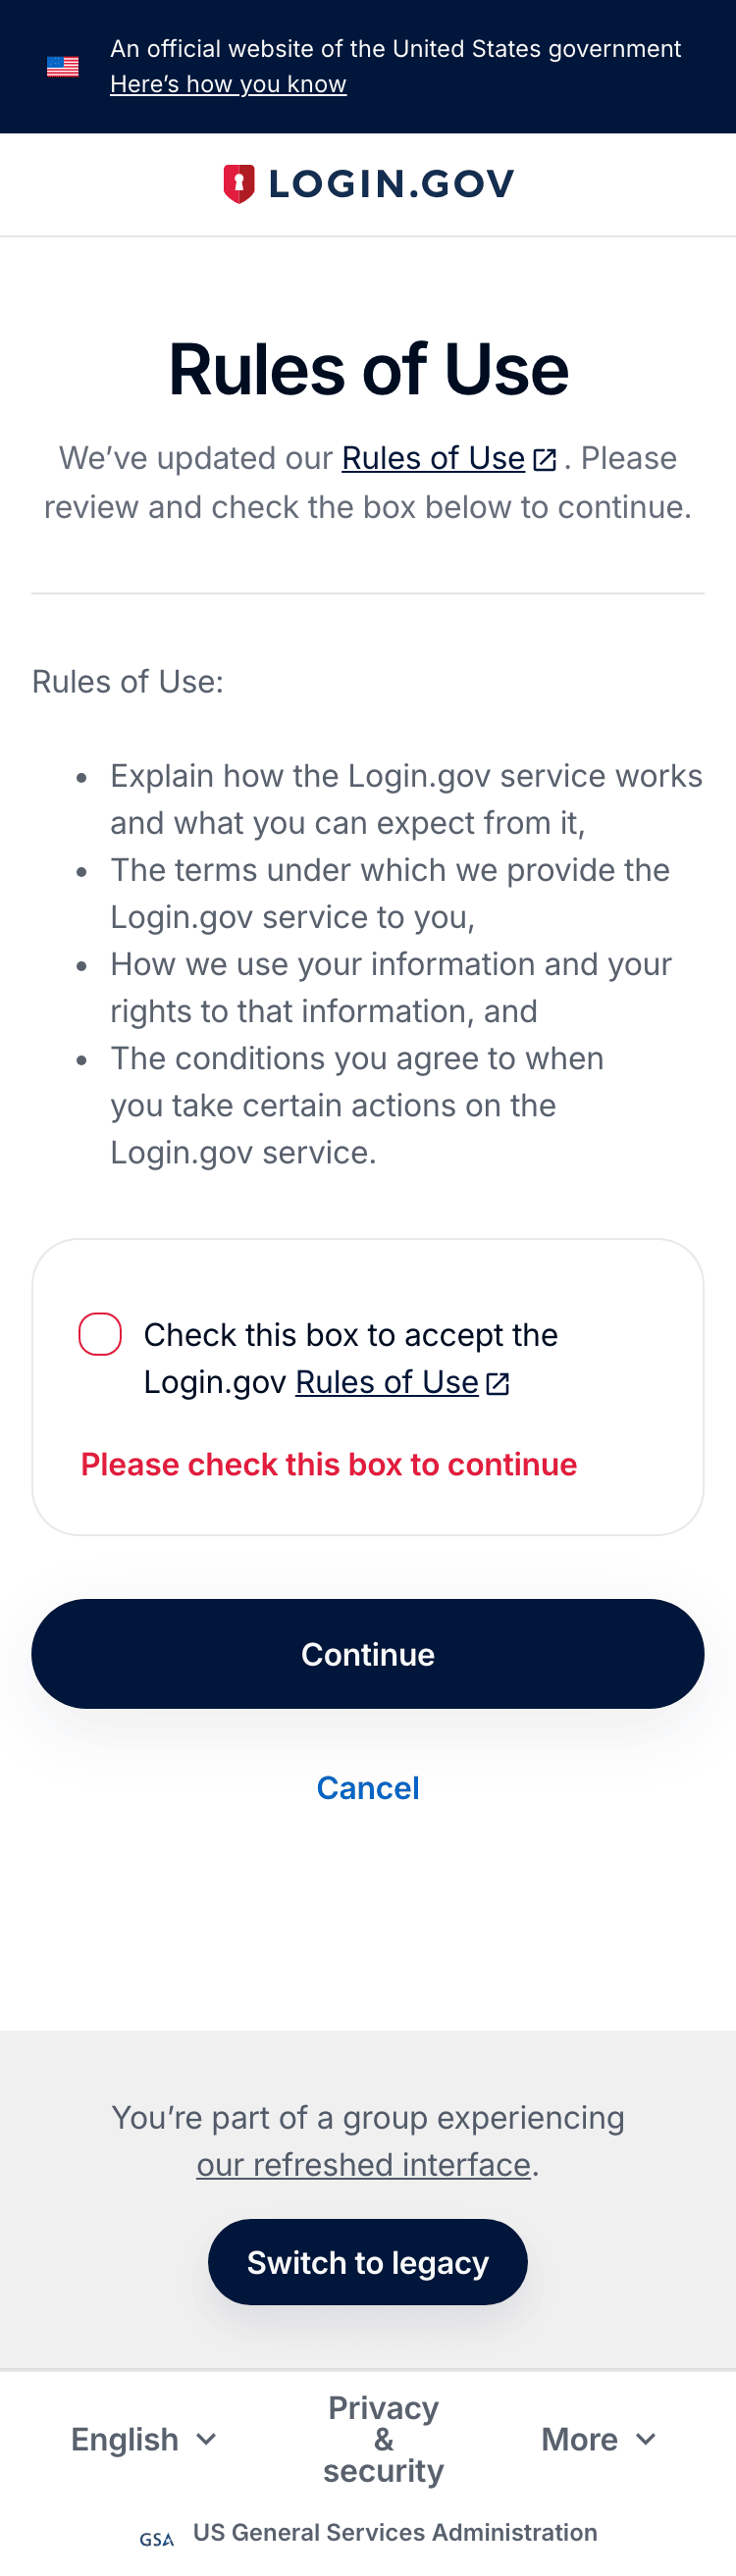 An official website of the United States government
Here’s how you know
LOGIN.GOV
Rules of Use
We’ve updated our Rules of Use . Please
review and check the box below to continue.
Rules of Use:
• Explain how the Login.gov service works
and what you can expect from it,
• The terms under which we provide the
Login.gov service to you,
• How we use your information and your
rights to that information, and
• The conditions you agree to when
you take certain actions on the
Login.gov service.
Check this box to accept the
Login.gov Rules of Use
Please check this box to continue
Continue
Cancel
You’re part of a group experiencing
our refreshed interface.
Switch to legacy
English
Privacy
&
security
More
GSA US General Services Administration